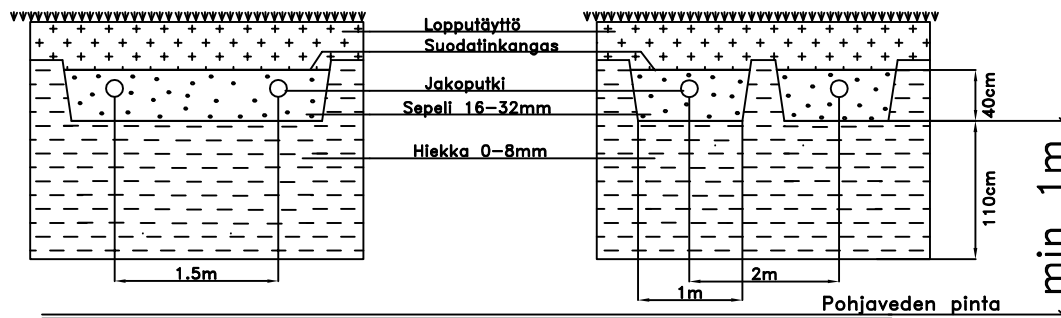 Lopputäyttö
Suodatinkangas
Jakoputki
Sepeli 16-32mm
Hiekka 0-8mm
40cm
110cm
min 1m
1.5m
2m
1m
Pohjaveden pinta